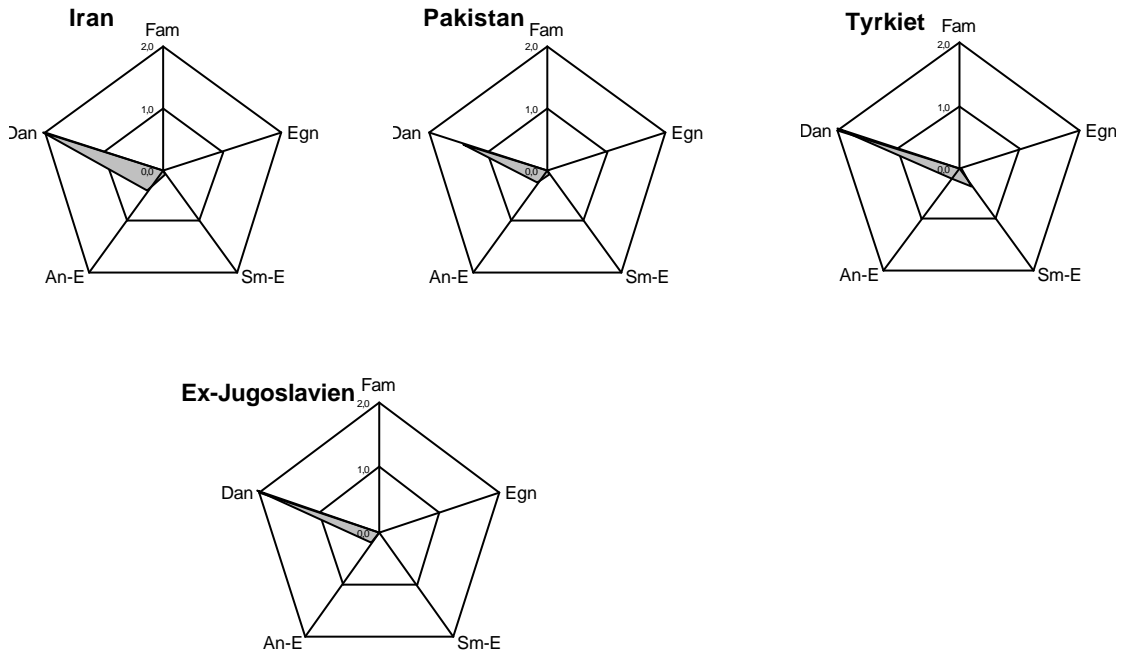 Iran
Fam
2,0
1,0
0,0
Dan
Egn
An-E
Sm-E
Pakistan
Fam
2,0
1,0
0,0
Dan
Egn
An-E
Sm-E
Tyrkiet
Fam
2,0
1,0
0,0
Dan
Egn
An-E
Sm-E
Ex-Jugoslavien
Fam
2,0
1,0
0,0
Dan
Egn
An-E
Sm-E